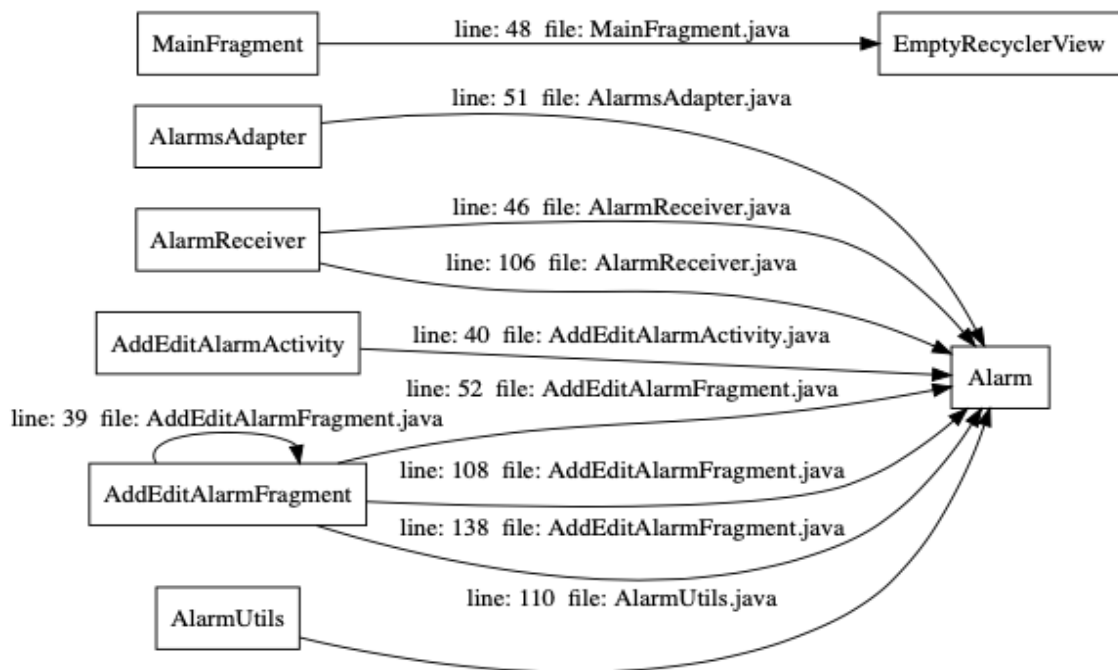 line: 48 file: MainFragment.java
MainFragment
EmptyRecyclerView
line: 51 file: AlarmsAdapter.java
AlarmsAdapter
line: 46 file: AlarmReceiver.java
AlarmReceiver
line: 106 file: AlarmReceiver.java
line: 40 file: AddEditAlarmActivity.java
AddEditAlarmActivity
Alarm
line: 52 file: AddEditAlarmFragment.java
line: 39 file: AddEditAlarmFragment.java
line: 108 file: AddEditAlarmFragment.java
AddEditAlarmFragment
line: 138 file: AddEditAlarmFragment.java
line: 110 file: AlarmUtils.java
AlarmUtils